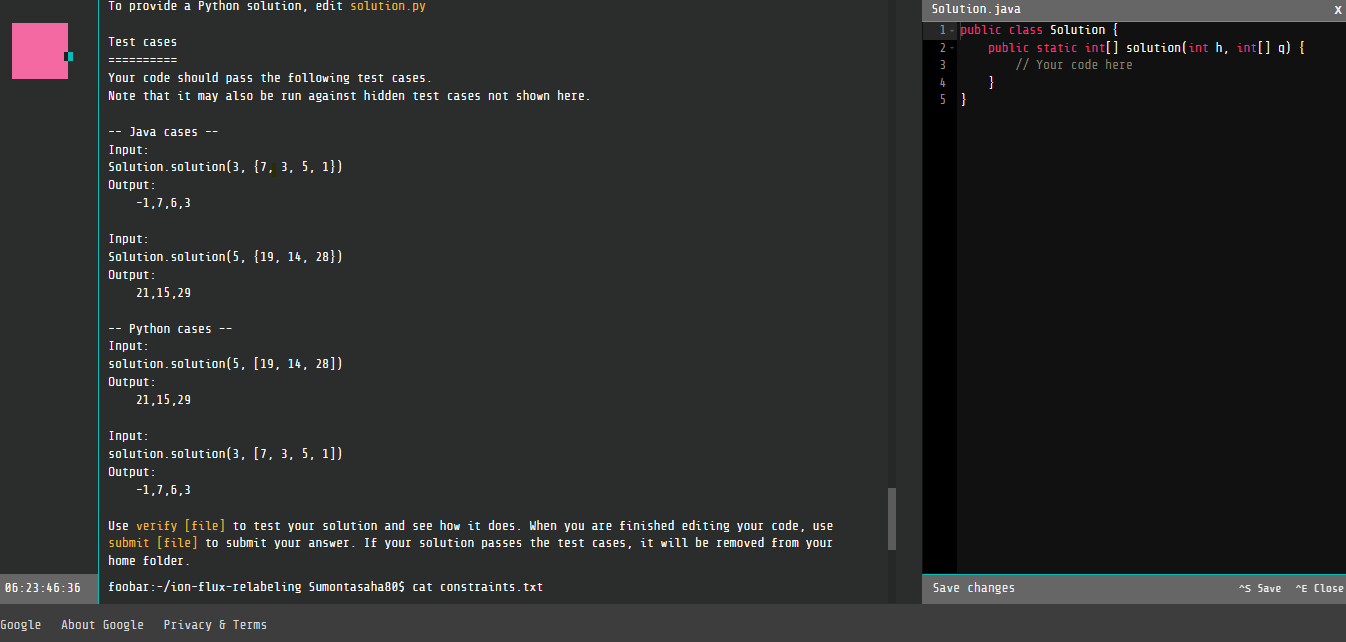 To provide a Python solution, edit solution.py
Test cases
==========
Your code should pass the following test cases.
Note that it may also be run against hidden test cases not shown here.
-- Java cases --
Input:
Solution.solution(3, {7, 3, 5, 1})
Output:
-1,7,6,3
Input:
Solution.solution(5, {19, 14, 28})
Output:
21,15,29
-- Python cases --
Input:
solution.solution(5, [19, 14, 28])
Output:
21,15,29
Input:
solution.solution(3, [7, 3, 5, 1])
Output:
-1,7,6,3
Use verify [file] to test your solution and see how it does. When you are finished editing your code, use
submit [file] to submit your answer. If your solution passes the test cases, it will be removed from your
home folder.
06:23:46:36
foobar:~/ion-flux-relabeling Sumontasaha80$ cat constraints.txt
Solution.java X
1 public class Solution {
2 public static int[] solution(int h, int[] q) {
3 // Your code here
4 }
5 }
Save changes ^S Save ^E Close
Google About Google Privacy & Terms